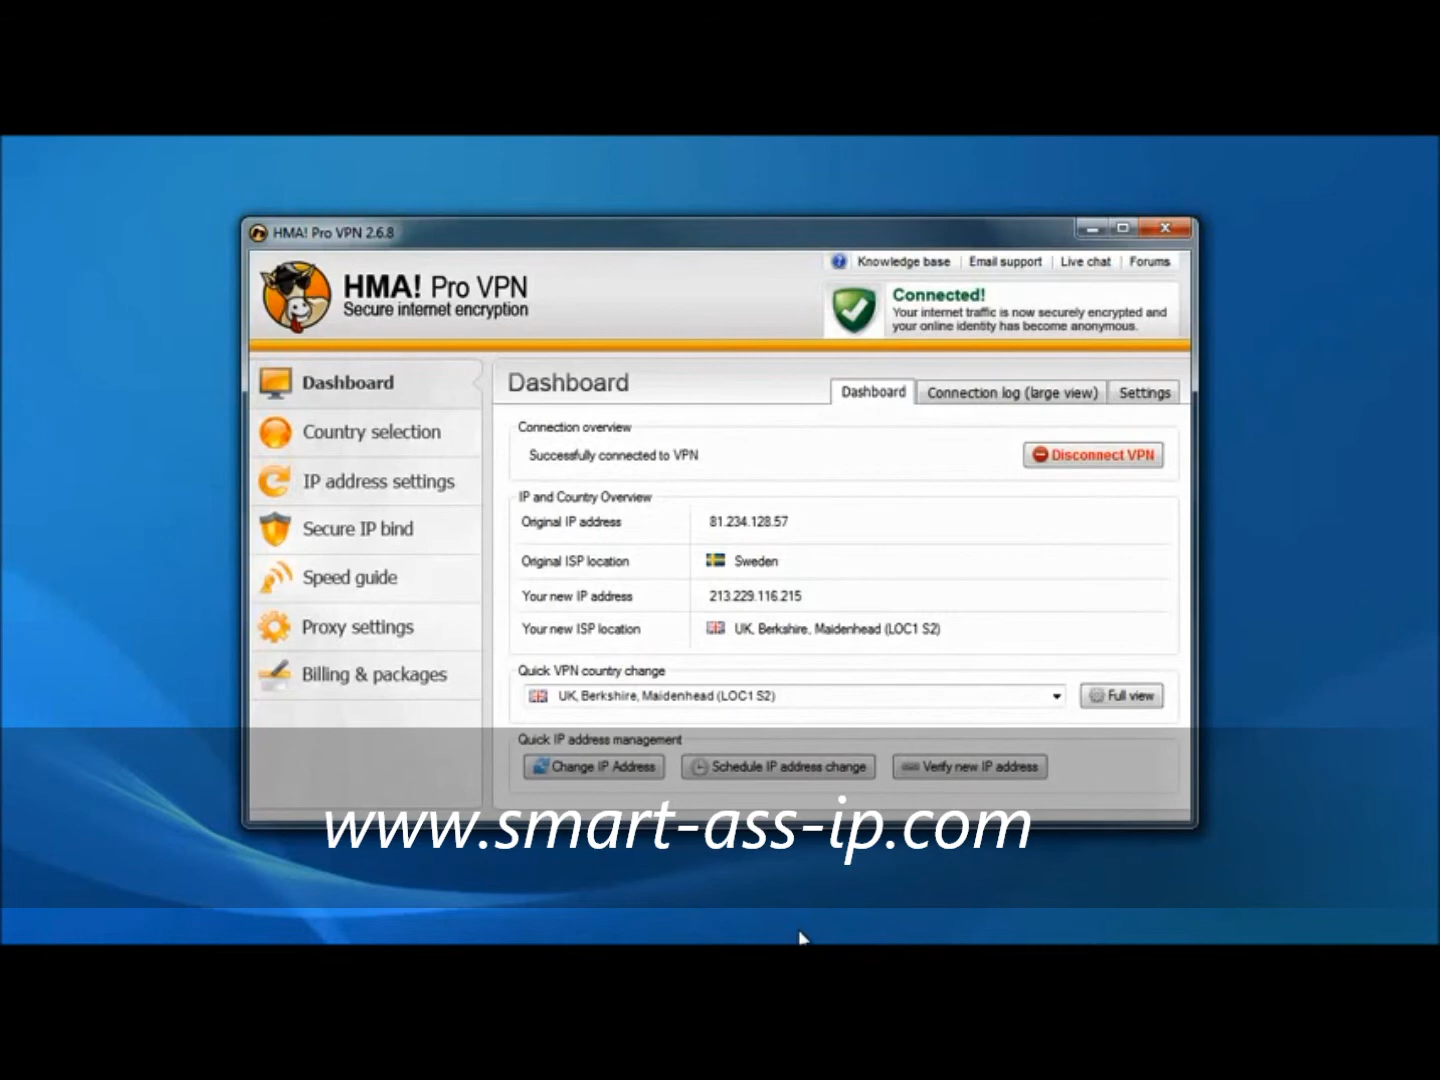 HMA! Pro VPN 2.6.8
Knowledge base
Email support
Live chat
Forums
HMA! Pro VPN
Secure internet encryption
Connected!
Your internet traffic is now securely encrypted and
your online identity has become anonymous.
Dashboard
Country selection
IP address settings
Secure IP bind
Speed guide
Proxy settings
Billing & packages
Dashboard
Dashboard
Connection log (large view)
Settings
Connection overview
Successfully connected to VPN
Disconnect VPN
IP and Country Overview
Original IP address 81.234.128.57
Original ISP location Sweden
Your new IP address 213.229.116.215
Your new ISP location UK, Berkshire, Maidenhead (LOC1 S2)
Quick VPN country change
UK, Berkshire, Maidenhead (LOC1 S2)
Full view
Quick IP address management
Change IP Address
Schedule IP address change
Verify new IP address
www.smart-ass-ip.com